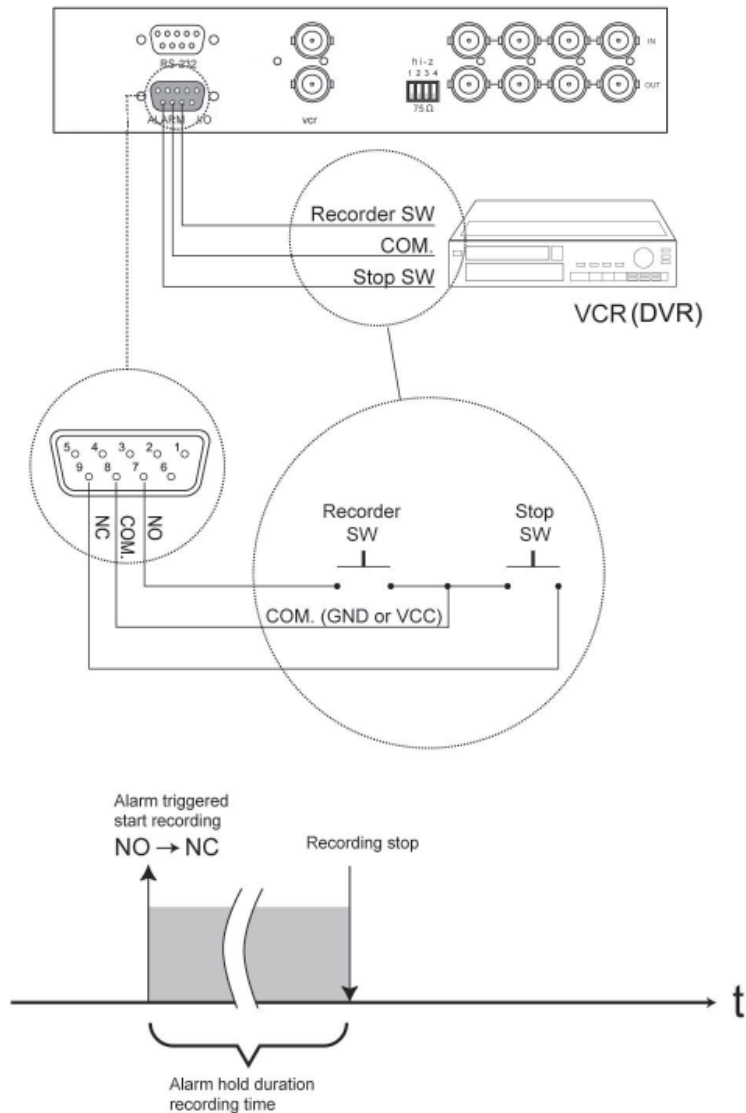 RS-232
ALARM I/O
vcr
hi-z
1 2 3 4
75Ω
IN
OUT
Recorder SW
COM.
Stop SW
VCR (DVR)
5 4 3 2 1
9 8 7 6
NC
COM.
NO
Recorder
SW
Stop
SW
COM. (GND or VCC)
Alarm triggered
start recording
NO → NC
Recording stop
t
Alarm hold duration
recording time